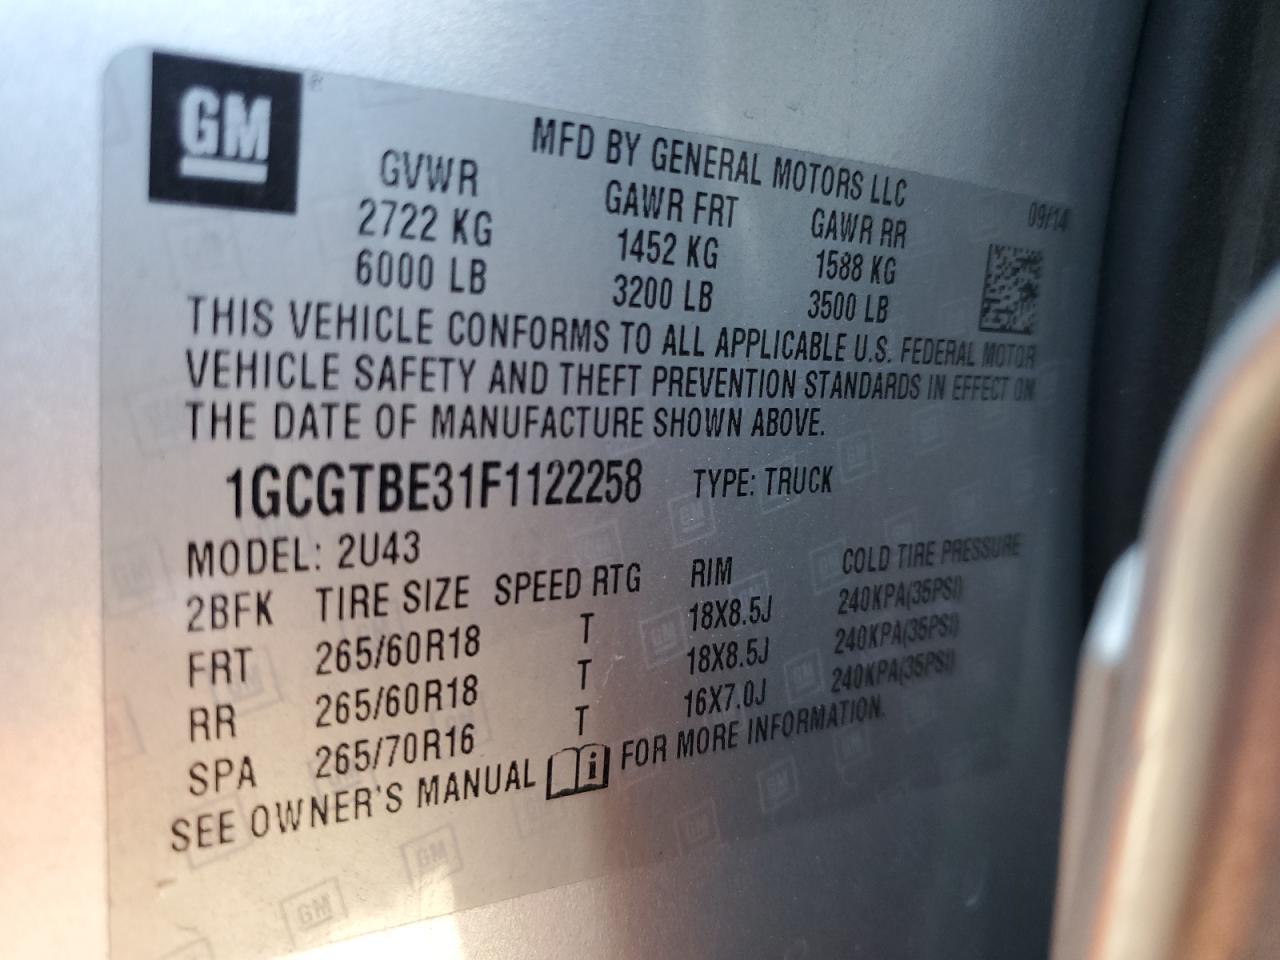 GM
MFD BY GENERAL MOTORS LLC
09/14
GVWR GAWR FRT GAWR RR
2722 KG 1452 KG 1588 KG
6000 LB 3200 LB 3500 LB
THIS VEHICLE CONFORMS TO ALL APPLICABLE U.S. FEDERAL MOTOR
VEHICLE SAFETY AND THEFT PREVENTION STANDARDS IN EFFECT ON
THE DATE OF MANUFACTURE SHOWN ABOVE.
1GCGTBE31F1122258 TYPE: TRUCK
MODEL: 2U43
2BFK TIRE SIZE SPEED RTG RIM COLD TIRE PRESSURE
FRT 265/60R18 T 18X8.5J 240KPA(35PSI)
RR 265/60R18 T 18X8.5J 240KPA(35PSI)
SPA 265/70R16 T 16X7.0J 240KPA(35PSI)
SEE OWNER'S MANUAL i FOR MORE INFORMATION.